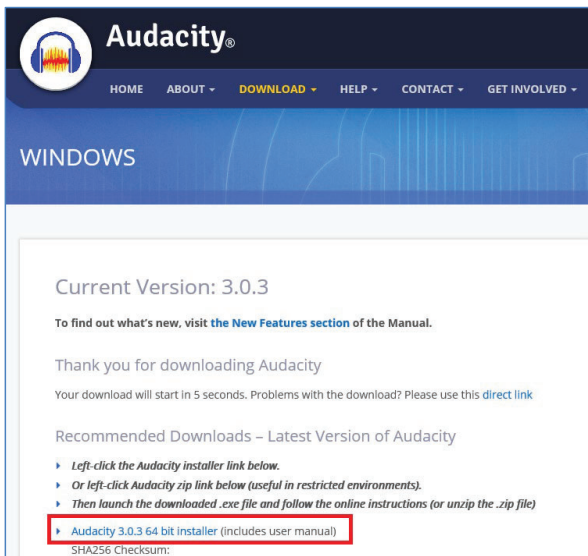 Audacity®
HOME ABOUT DOWNLOAD HELP CONTACT GET INVOLVED
WINDOWS
Current Version: 3.0.3
To find out what's new, visit the New Features section of the Manual.
Thank you for downloading Audacity
Your download will start in 5 seconds. Problems with the download? Please use this direct link
Recommended Downloads – Latest Version of Audacity
Left-click the Audacity installer link below.
Or left-click Audacity zip link below (useful in restricted environments).
Then launch the downloaded .exe file and follow the online instructions (or unzip the .zip file)
Audacity 3.0.3 64 bit installer (includes user manual)
SHA256 Checksum: